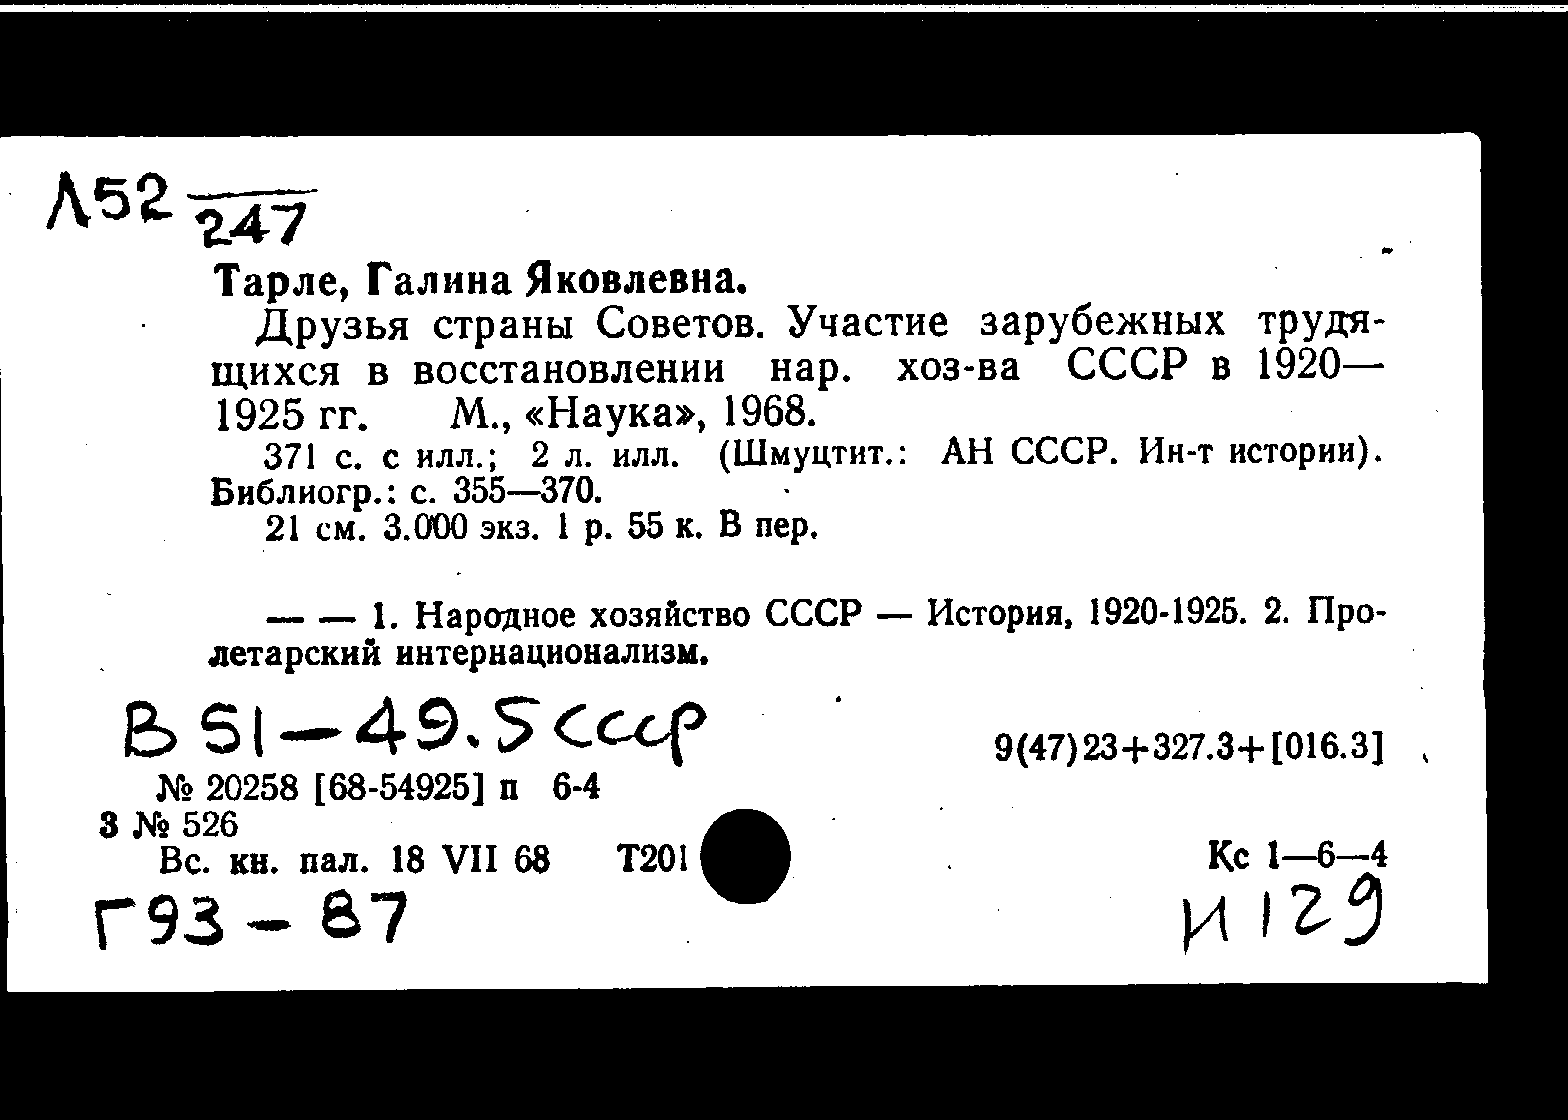 Л52 247
Тарле, Галина Яковлевна.
Друзья страны Советов. Участие зарубежных трудя-
щихся в восстановлении нар. хоз-ва СССР в 1920—
1925 гг. М., «Наука», 1968.
371 с. с илл.; 2 л. илл. (Шмуцтит.: АН СССР. Ин-т истории).
Библиогр.: с. 355—370.
21 см. 3.000 экз. 1 р. 55 к. В пер.
— — 1. Народное хозяйство СССР — История, 1920-1925. 2. Про-
летарский интернационализм.
В 51—49.5 СССР
9(47)23+327.3+[016.3]
№ 20258 [68-54925] п 6-4
3 № 526
Вс. кн. пал. 18 VII 68 Т201
Кс 1—6—4
Г93 — 87
И 129